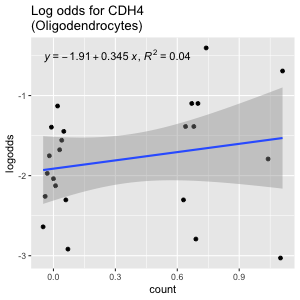 Log odds for CDH4
(Oligodendrocytes)
y = −1.91 + 0.345 x, R² = 0.04
logodds
-1
-2
-3
0.0 0.3 0.6 0.9
count